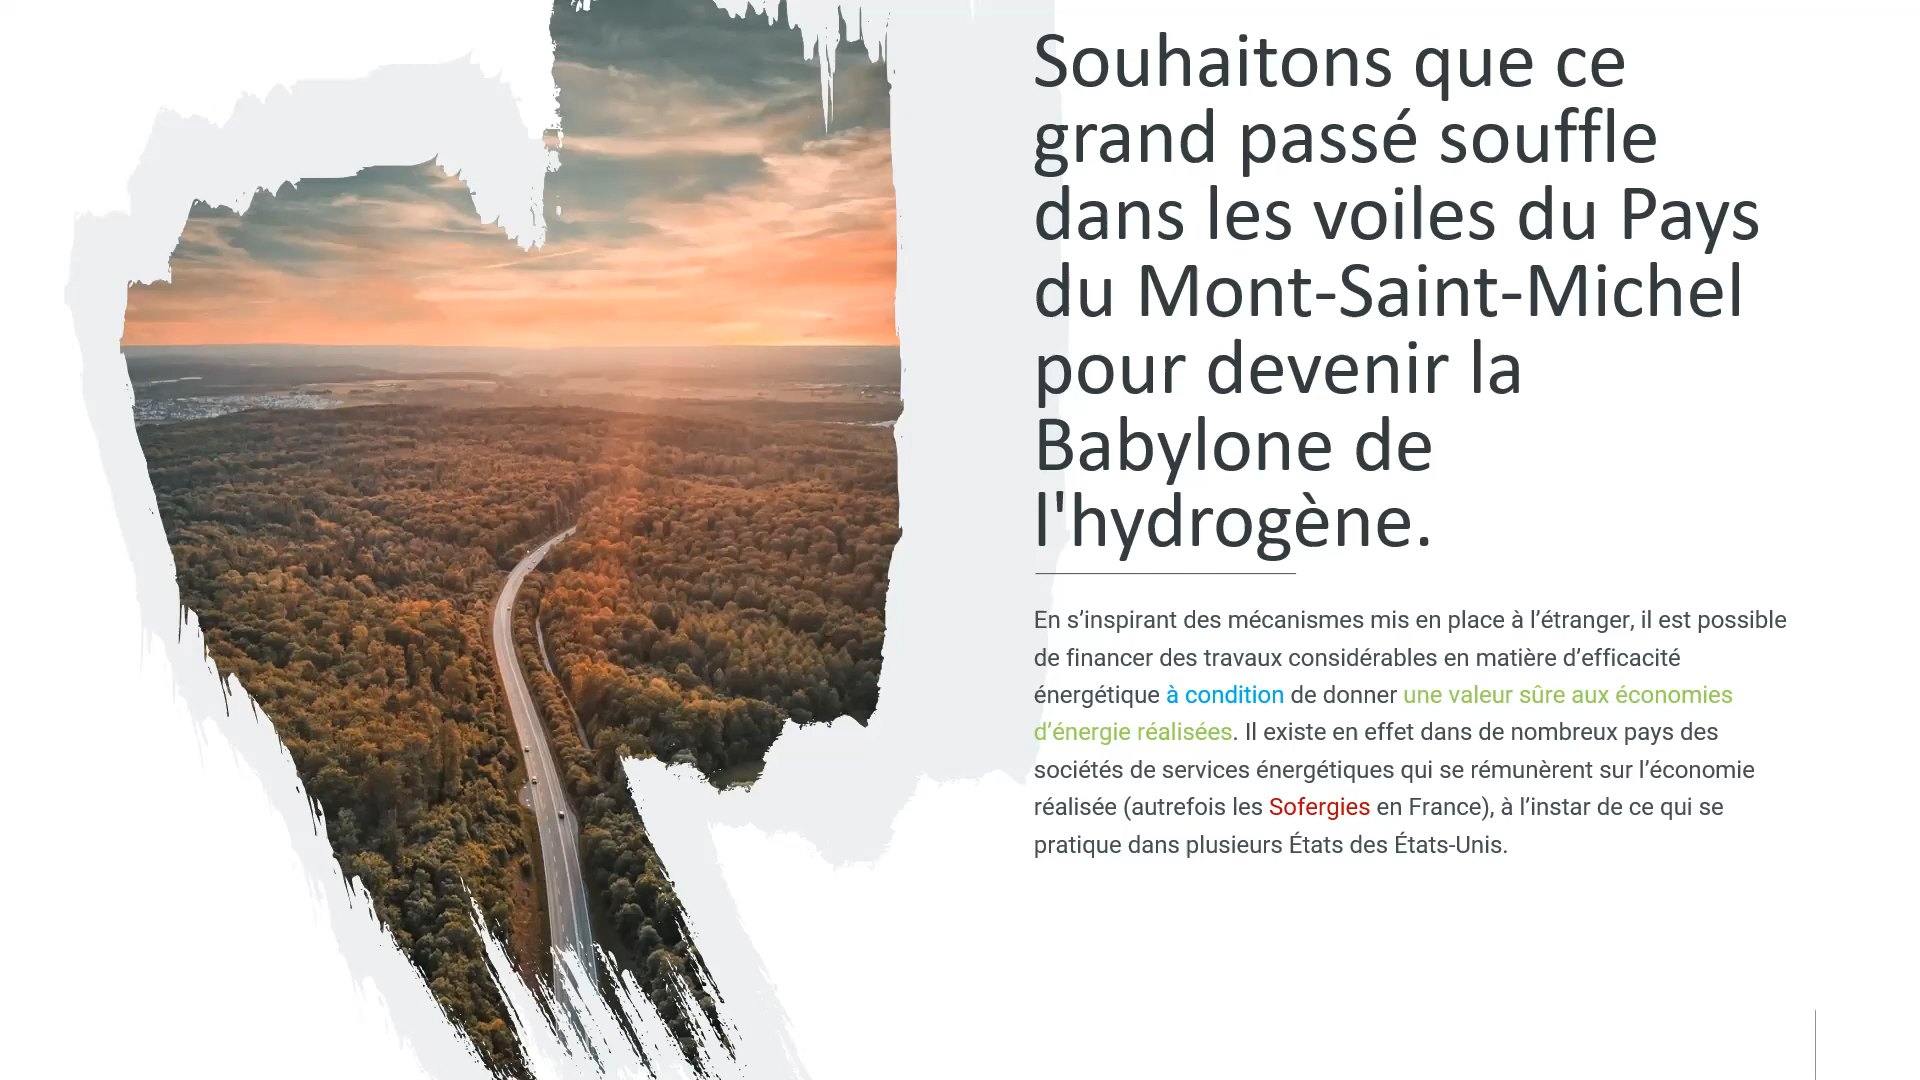 Souhaitons que ce
grand passé souffle
dans les voiles du Pays
du Mont-Saint-Michel
pour devenir la
Babylone de
l'hydrogène.
En s’inspirant des mécanismes mis en place à l’étranger, il est possible
de financer des travaux considérables en matière d’efficacité
énergétique à condition de donner une valeur sûre aux économies
d’énergie réalisées. Il existe en effet dans de nombreux pays des
sociétés de services énergétiques qui se rémunèrent sur l’économie
réalisée (autrefois les Sofergies en France), à l’instar de ce qui se
pratique dans plusieurs États des États-Unis.